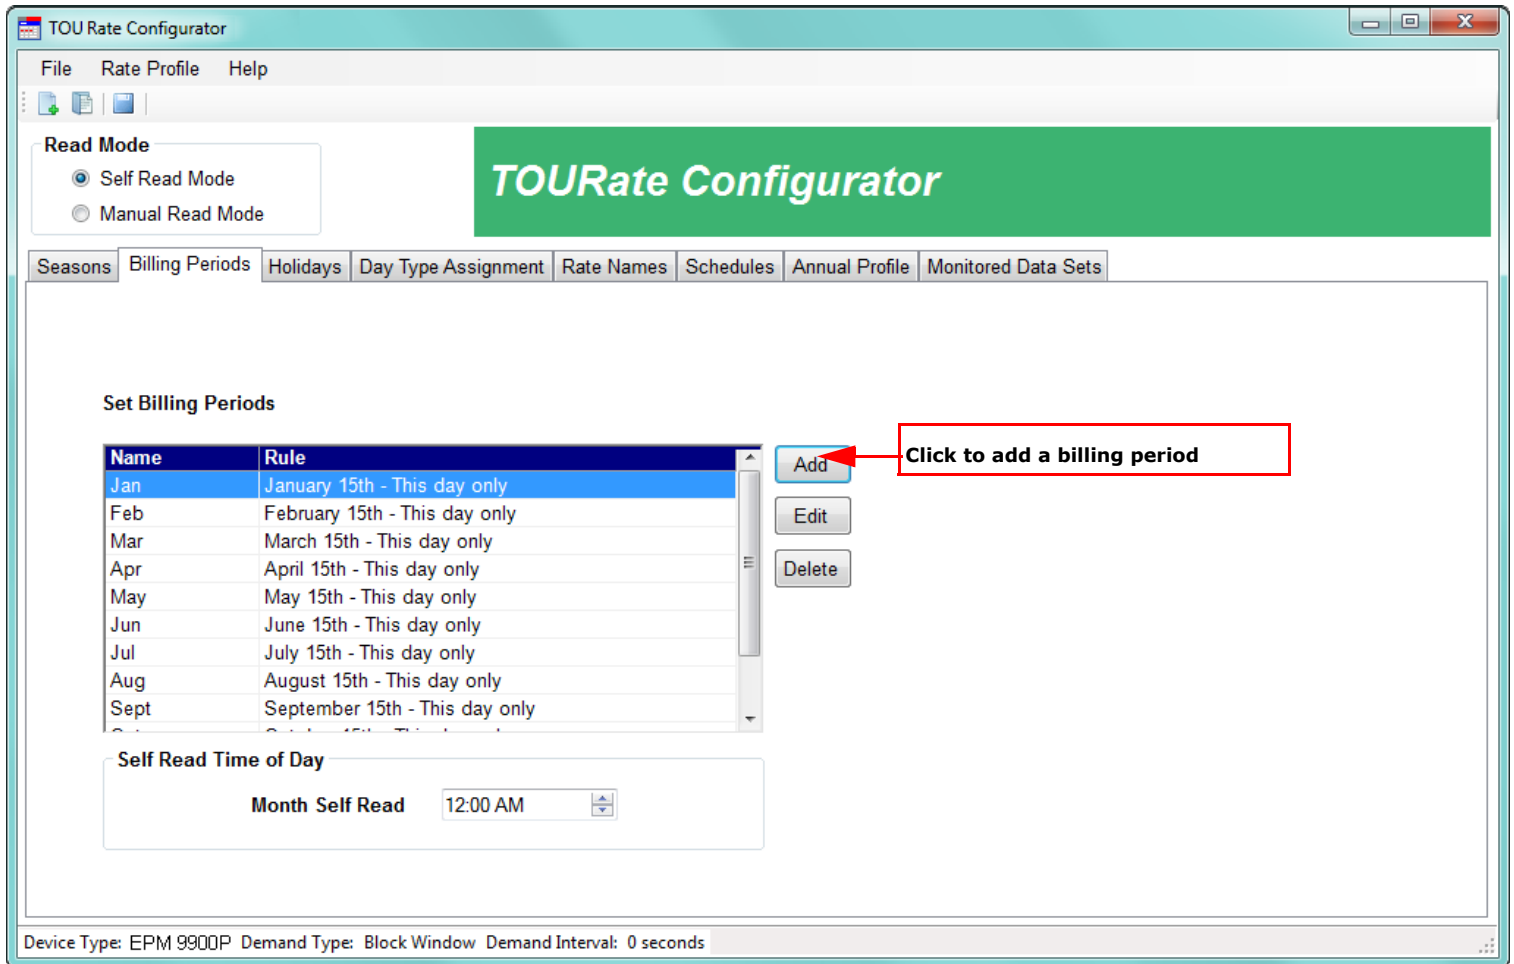 TOU Rate Configurator
File Rate Profile Help
Read Mode
Self Read Mode
Manual Read Mode
TOURate Configurator
Seasons Billing Periods Holidays Day Type Assignment Rate Names Schedules Annual Profile Monitored Data Sets
Set Billing Periods
Name Rule
Jan January 15th - This day only
Feb February 15th - This day only
Mar March 15th - This day only
Apr April 15th - This day only
May May 15th - This day only
Jun June 15th - This day only
Jul July 15th - This day only
Aug August 15th - This day only
Sept September 15th - This day only
Add
Edit
Delete
Click to add a billing period
Self Read Time of Day
Month Self Read 12:00 AM
Device Type: EPM 9900P Demand Type: Block Window Demand Interval: 0 seconds